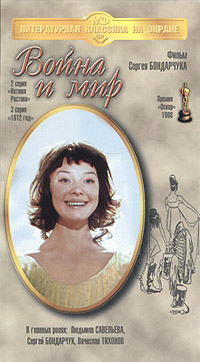 ЛИТЕРАТУРНАЯ КЛАССИКА НА ЭКРАНЕ
Война
и мир
2 серия
«Наташа
Ростова»
3 серия
«1812 год»
Фильм
Сергея БОНДАРЧУКА
Премия
«Оскар»
1968
В главных ролях: Людмила САВЕЛЬЕВА,
Сергей БОНДАРЧУК, Вячеслав ТИХОНОВ